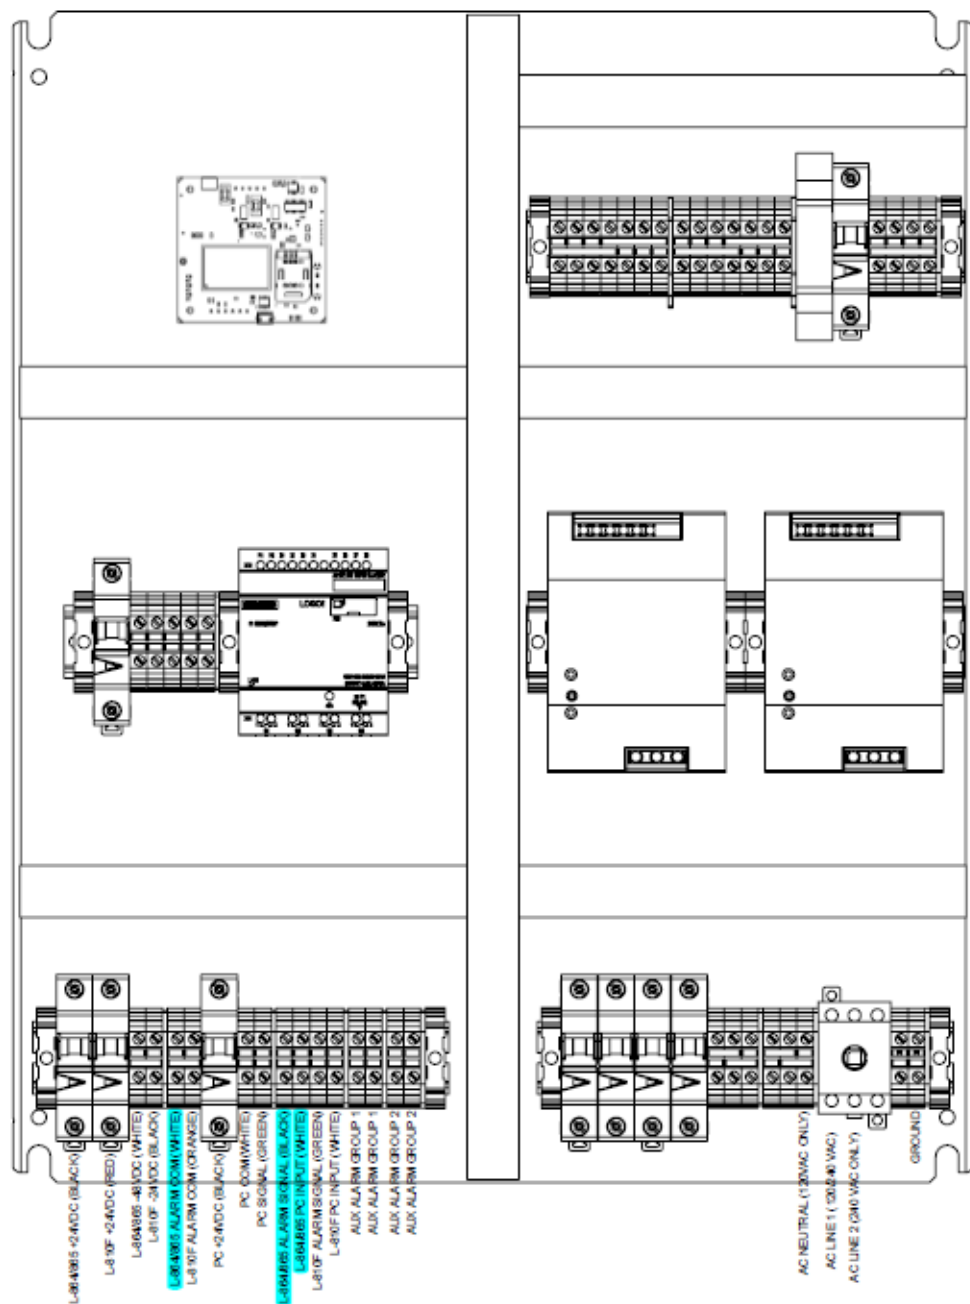 LOGO!
L-864/865 +24VDC (BLACK)
L-810F +24VDC (RED)
L-864/865 -48VDC (WHITE)
L-810F -24VDC (BLACK)
L-864/865 ALARM COM (WHITE)
L-810F ALARM COM (ORANGE)
PC +24VDC (BLACK)
PC COM (WHITE)
PC SIGNAL (GREEN)
L-864/865 ALARM SIGNAL (BLACK)
L-864/865 PC INPUT (WHITE)
L-810F ALARM SIGNAL (GREEN)
L-810F PC INPUT (WHITE)
AUX ALARM GROUP 1
AUX ALARM GROUP 1
AUX ALARM GROUP 2
AUX ALARM GROUP 2
AC NEUTRAL (120VAC ONLY)
AC LINE 1 (120/240 VAC)
AC LINE 2 (240 VAC ONLY)
GROUND